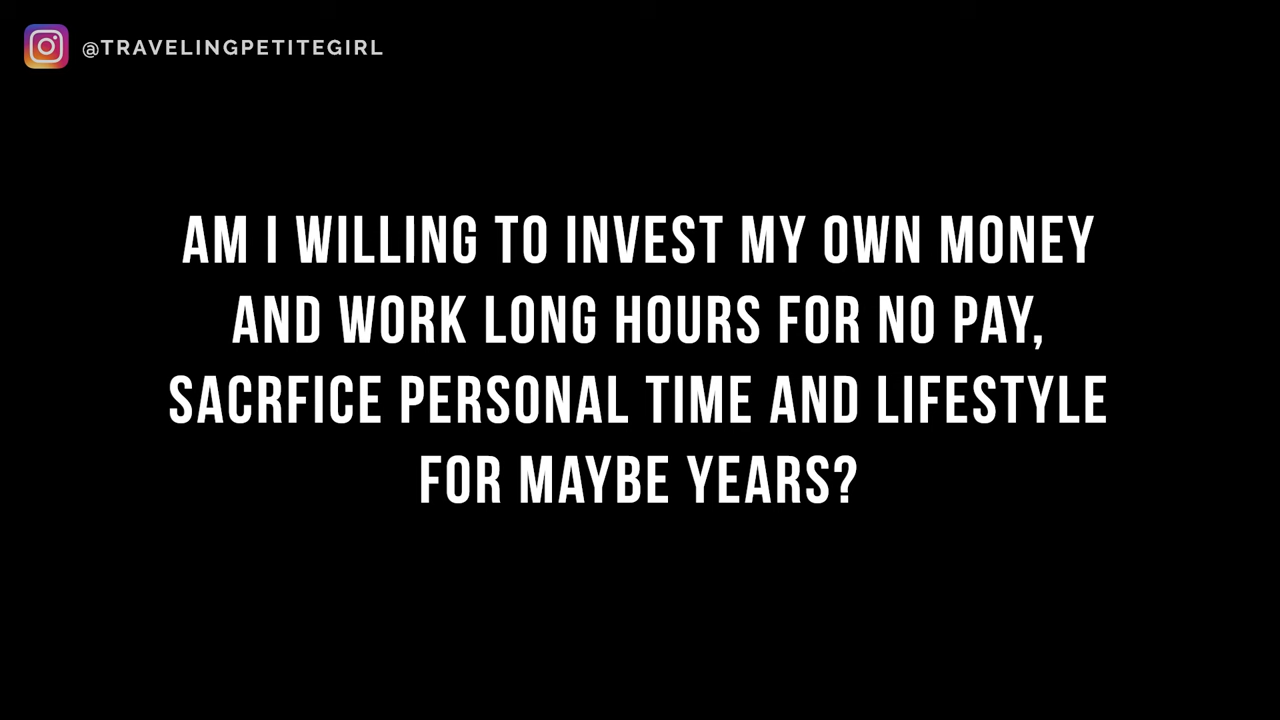 @TRAVELINGPETITEGIRL
AM I WILLING TO INVEST MY OWN MONEY
AND WORK LONG HOURS FOR NO PAY,
SACRFICE PERSONAL TIME AND LIFESTYLE
FOR MAYBE YEARS?